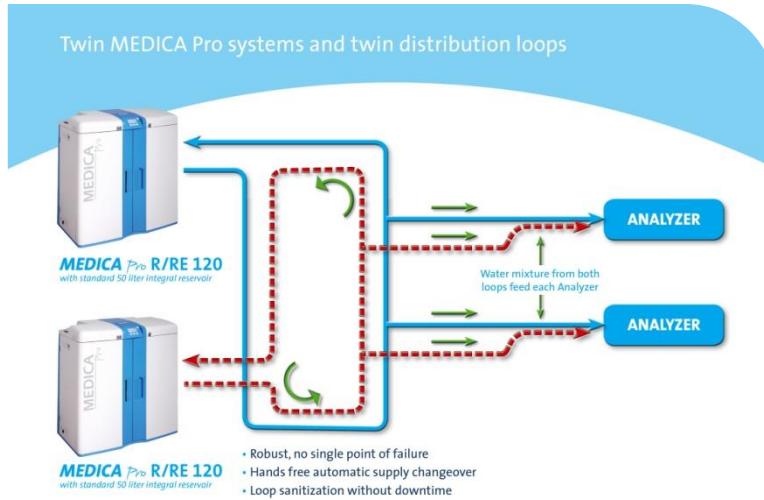 Twin MEDICA Pro systems and twin distribution loops
MEDICA
Pro
MEDICA Pro R/RE 120
with standard 50 liter integral reservoir
ANALYZER
Water mixture from both
loops feed each Analyzer
ANALYZER
MEDICA
Pro
MEDICA Pro R/RE 120
with standard 50 liter integral reservoir
• Robust, no single point of failure
• Hands free automatic supply changeover
• Loop sanitization without downtime